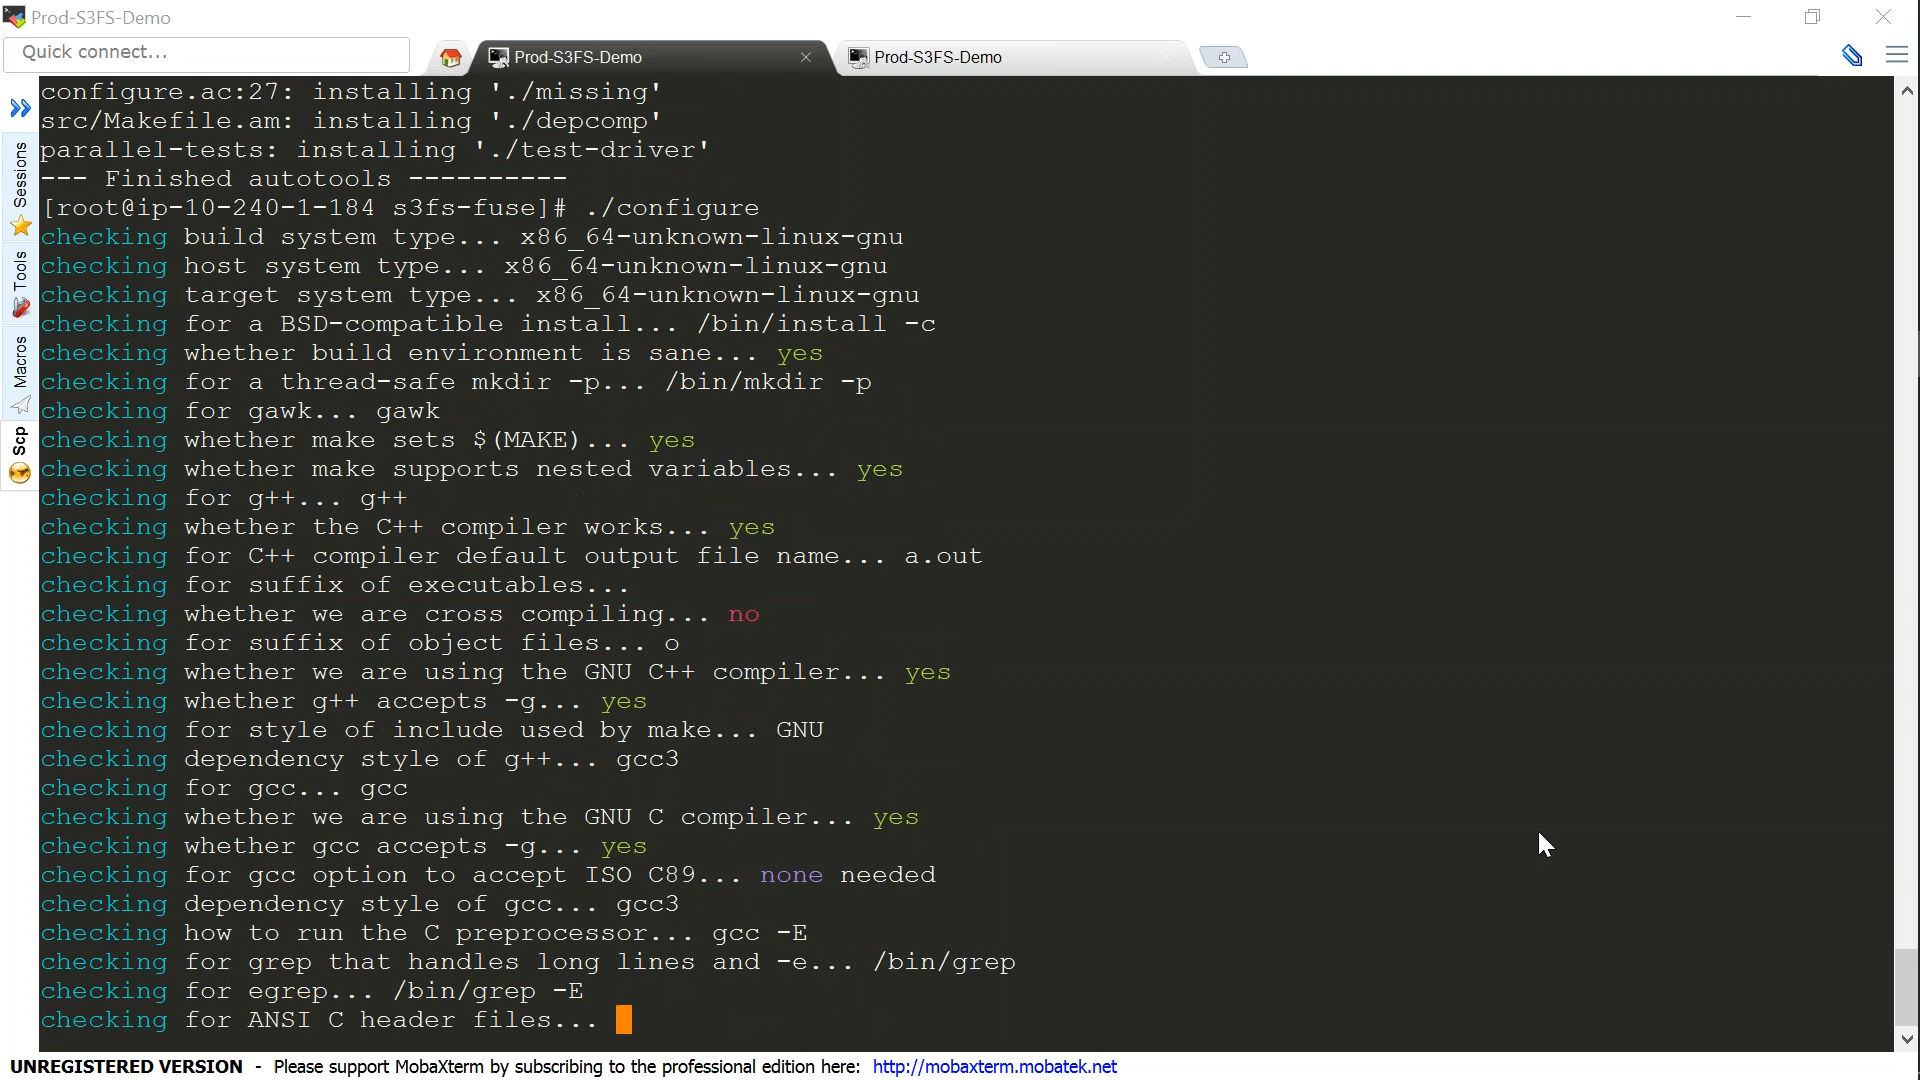 Prod-S3FS-Demo
Quick connect...
Prod-S3FS-Demo
Prod-S3FS-Demo
Sessions
Tools
Macros
Scp
configure.ac:27: installing './missing'
src/Makefile.am: installing './depcomp'
parallel-tests: installing './test-driver'
--- Finished autotools ----------
[root@ip-10-240-1-184 s3fs-fuse]# ./configure
checking build system type... x86_64-unknown-linux-gnu
checking host system type... x86_64-unknown-linux-gnu
checking target system type... x86_64-unknown-linux-gnu
checking for a BSD-compatible install... /bin/install -c
checking whether build environment is sane... yes
checking for a thread-safe mkdir -p... /bin/mkdir -p
checking for gawk... gawk
checking whether make sets $(MAKE)... yes
checking whether make supports nested variables... yes
checking for g++... g++
checking whether the C++ compiler works... yes
checking for C++ compiler default output file name... a.out
checking for suffix of executables...
checking whether we are cross compiling... no
checking for suffix of object files... o
checking whether we are using the GNU C++ compiler... yes
checking whether g++ accepts -g... yes
checking for style of include used by make... GNU
checking dependency style of g++... gcc3
checking for gcc... gcc
checking whether we are using the GNU C compiler... yes
checking whether gcc accepts -g... yes
checking for gcc option to accept ISO C89... none needed
checking dependency style of gcc... gcc3
checking how to run the C preprocessor... gcc -E
checking for grep that handles long lines and -e... /bin/grep
checking for egrep... /bin/grep -E
checking for ANSI C header files...
UNREGISTERED VERSION - Please support MobaXterm by subscribing to the professional edition here: http://mobaxterm.mobatek.net